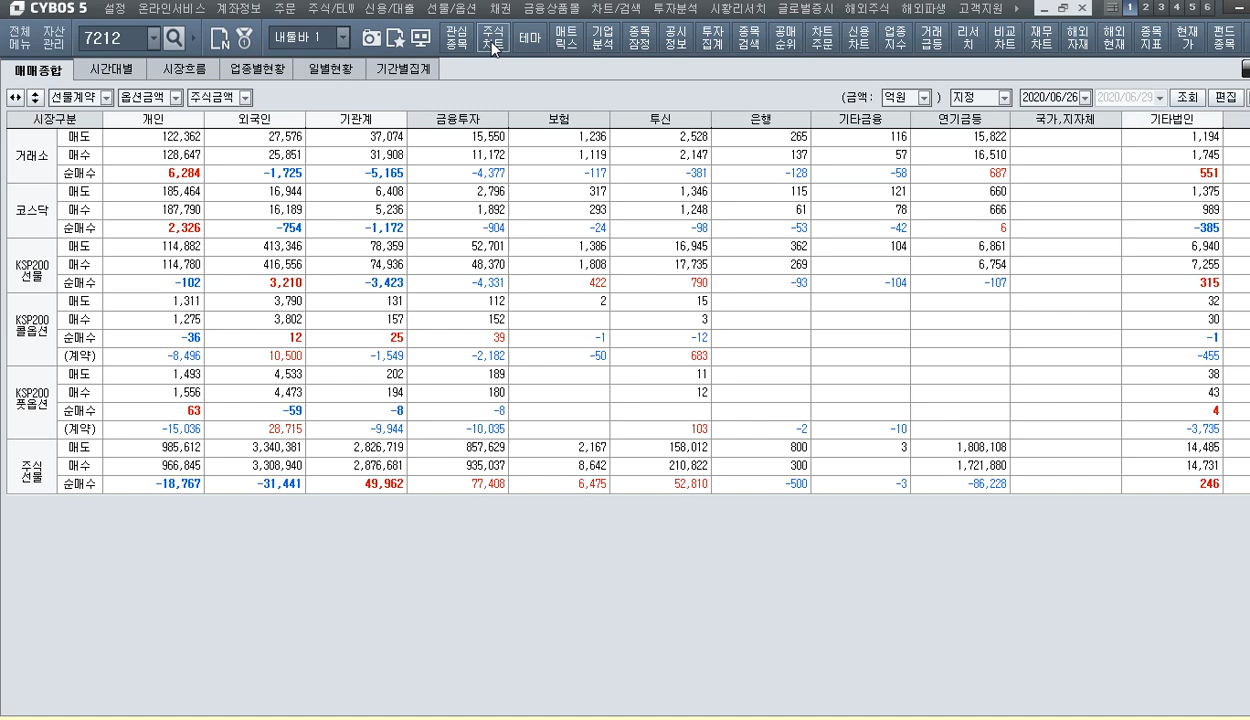 CYBOS 5 설정 온라인서비스 계좌정보 주문 주식/ELW 신용/대출 선물/옵션 채권 금융상품몰 차트/검색 투자분석 시황리서치 글로벌증시 해외주식 해외파생 고객지원 1 2 3 4 5 6
전체메뉴 자산관리 7212 내툴바 1 관심종목 주식차트 테마 매트릭스 기업분석 종목잠정 공시정보 투자집계 종목검색 공매순위 차트주문 신용차트 업종지수 거래급등 리서치 비교차트 재무차트 해외자재 해외현재 종목지표 현재가 펀드종목
매매종합 시간대별 시장흐름 업종별현황 일별현황 기간별집계
선물계약 옵션금액 주식금액 (금액: 억원 ) 지정 2020/06/26 2020/06/29 조회 편집
시장구분 개인 외국인 기관계 금융투자 보험 투신 은행 기타금융 연기금등 국가,지자체 기타법인
거래소
매도 122,362 27,576 37,074 15,550 1,236 2,528 265 116 15,822 1,194
매수 128,647 25,851 31,908 11,172 1,119 2,147 137 57 16,510 1,745
순매수 6,284 -1,725 -5,165 -4,377 -117 -381 -128 -58 687 551
코스닥
매도 185,464 16,944 6,408 2,796 317 1,346 115 121 660 1,375
매수 187,790 16,189 5,236 1,892 293 1,248 61 78 666 989
순매수 2,326 -754 -1,172 -904 -24 -98 -53 -42 6 -385
KSP200
선물
매도 114,882 413,346 78,359 52,701 1,386 16,945 362 104 6,861 6,940
매수 114,780 416,556 74,936 48,370 1,808 17,735 269 6,754 7,255
순매수 -102 3,210 -3,423 -4,331 422 790 -93 -104 -107 315
KSP200
콜옵션
매도 1,311 3,790 131 112 2 15 32
매수 1,275 3,802 157 152 3 30
순매수 -36 12 25 39 -1 -12 -1
(계약) -8,496 10,500 -1,549 -2,182 -50 683 -455
KSP200
풋옵션
매도 1,493 4,533 202 189 11 38
매수 1,556 4,473 194 180 12 43
순매수 63 -59 -8 -8 4
(계약) -15,036 28,715 -9,944 -10,035 103 -2 -10 -3,735
주식
선물
매도 985,612 3,340,381 2,826,719 857,629 2,167 158,012 800 3 1,808,108 14,485
매수 966,845 3,308,940 2,876,681 935,037 8,642 210,822 300 1,721,880 14,731
순매수 -18,767 -31,441 49,962 77,408 6,475 52,810 -500 -3 -86,228 246